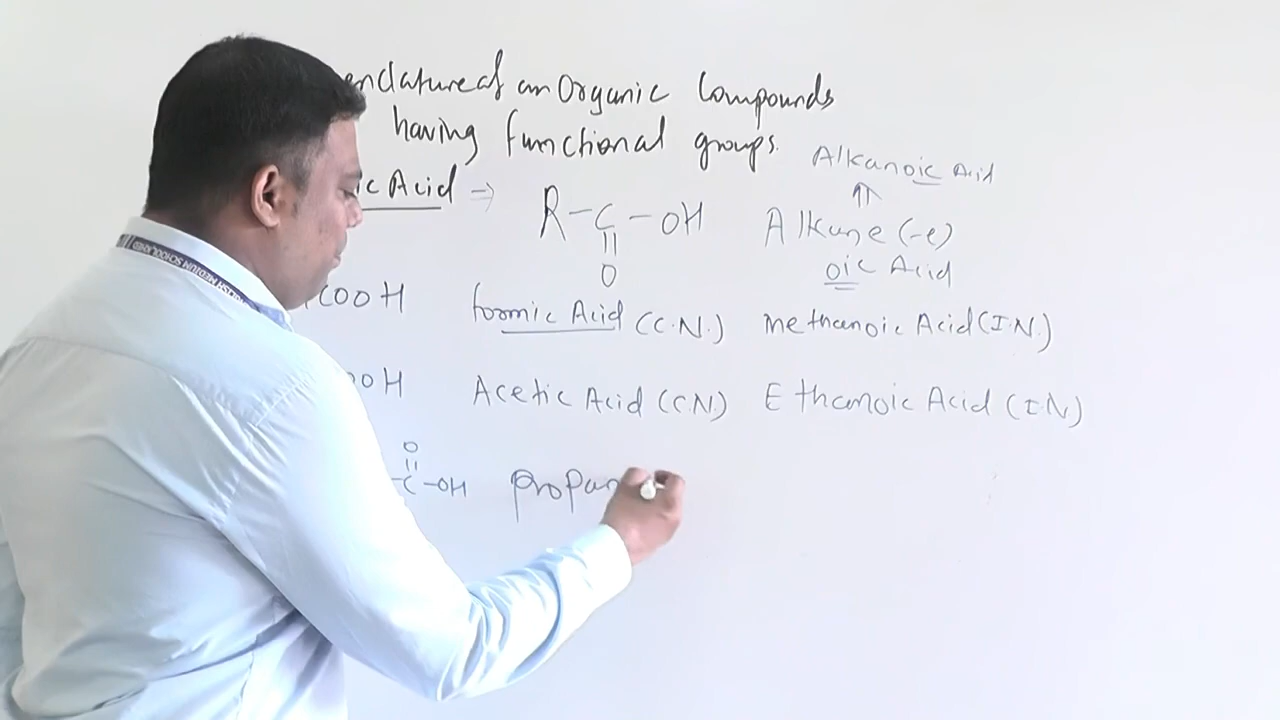 enclature of an Organic Compounds
having functional groups.
Alkanoic Acid
⇑
ic Acid ⇒ R-C-OH Alkane (-e)
||
O oic Acid
COOH formic Acid (C.N.) methanoic Acid (I.N.)
OOH Acetic Acid (C.N) Ethanoic Acid (I.N)
O
||
-C-OH propan